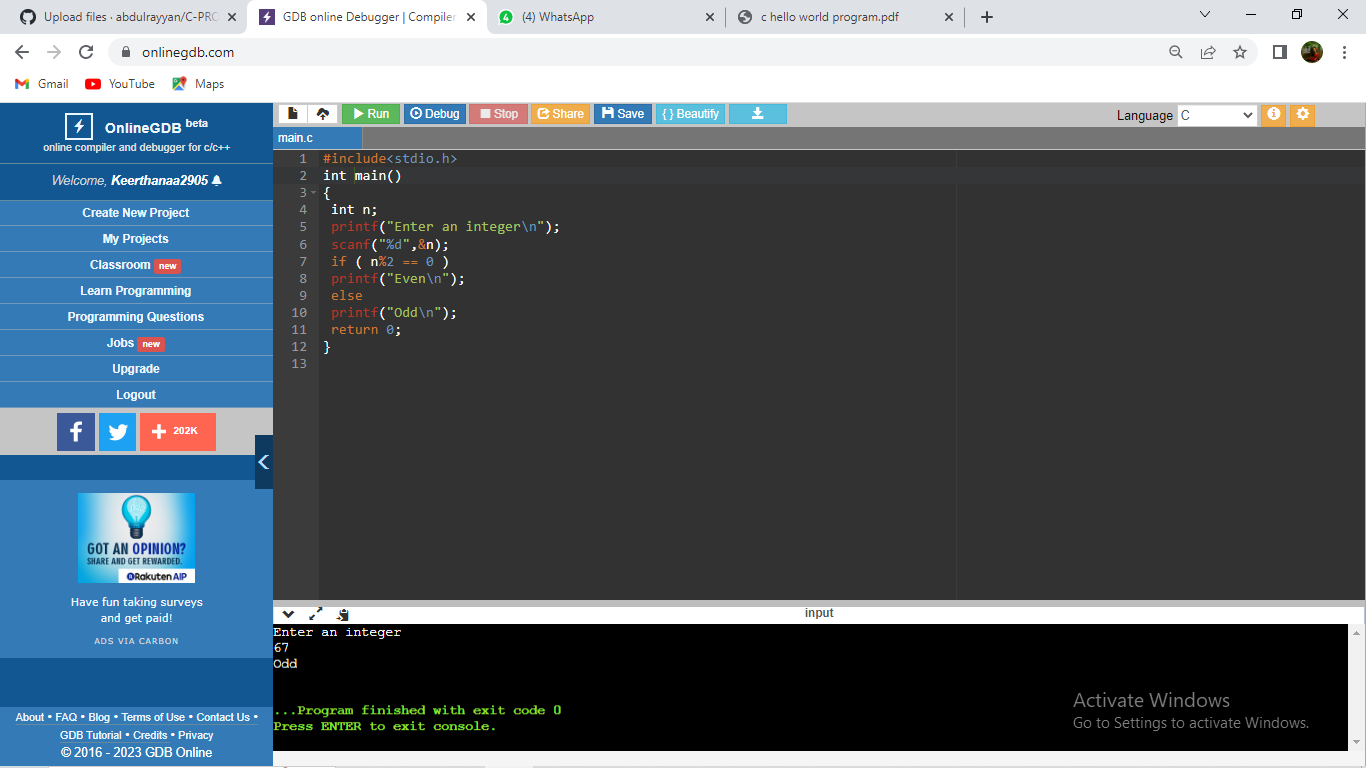 Upload files · abdulrayyan/C-PRO
GDB online Debugger | Compiler
4 (4) WhatsApp
c hello world program.pdf
onlinegdb.com
Gmail YouTube Maps
OnlineGDB beta
online compiler and debugger for c/c++
Welcome, Keerthanaa2905
Create New Project
My Projects
Classroom new
Learn Programming
Programming Questions
Jobs new
Upgrade
Logout
202K
GOT AN OPINION?
SHARE AND GET REWARDED.
Rakuten AIP
Have fun taking surveys
and get paid!
ADS VIA CARBON
About • FAQ • Blog • Terms of Use • Contact Us •
GDB Tutorial • Credits • Privacy
© 2016 - 2023 GDB Online
Run Debug Stop Share Save { } Beautify
Language C
main.c
1 #include<stdio.h>
2 int main()
3 {
4 int n;
5 printf("Enter an integer\n");
6 scanf("%d",&n);
7 if ( n%2 == 0 )
8 printf("Even\n");
9 else
10 printf("Odd\n");
11 return 0;
12 }
13
input
Enter an integer
67
Odd
...Program finished with exit code 0
Press ENTER to exit console.
Activate Windows
Go to Settings to activate Windows.